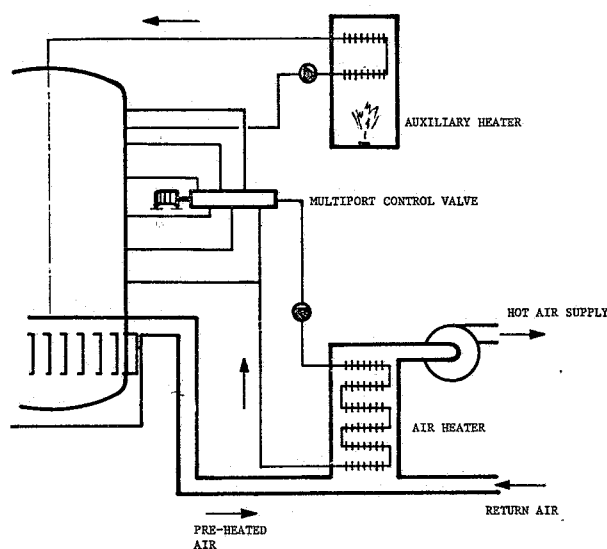 AUXILIARY HEATER
MULTIPORT CONTROL VALVE
HOT AIR SUPPLY
AIR HEATER
RETURN AIR
PRE-HEATED
AIR